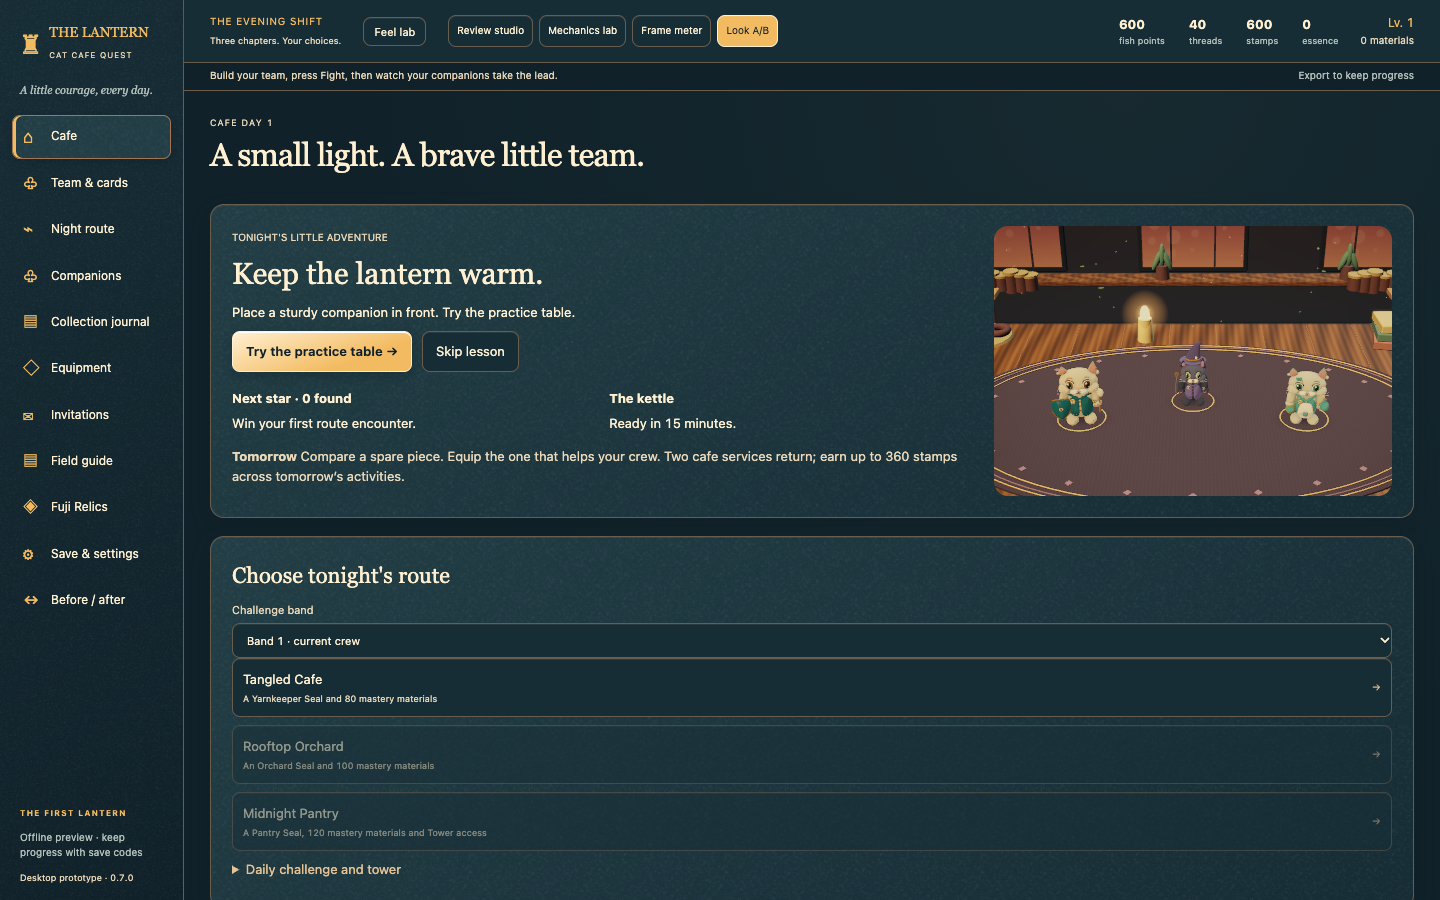 THE LANTERN
CAT CAFE QUEST
A little courage, every day.
Cafe
Team & cards
Night route
Companions
Collection journal
Equipment
Invitations
Field guide
Fuji Relics
Save & settings
Before / after
THE FIRST LANTERN
Offline preview · keep
progress with save codes
Desktop prototype · 0.7.0
THE EVENING SHIFT
Three chapters. Your choices.
Feel lab
Review studio
Mechanics lab
Frame meter
Look A/B
600
fish points
40
threads
600
stamps
0
essence
Lv. 1
0 materials
Build your team, press Fight, then watch your companions take the lead.
Export to keep progress
CAFE DAY 1
A small light. A brave little team.
TONIGHT'S LITTLE ADVENTURE
Keep the lantern warm.
Place a sturdy companion in front. Try the practice table.
Try the practice table →
Skip lesson
Next star · 0 found
Win your first route encounter.
The kettle
Ready in 15 minutes.
Tomorrow Compare a spare piece. Equip the one that helps your crew. Two cafe services return; earn up to 360 stamps
across tomorrow's activities.
Choose tonight's route
Challenge band
Band 1 · current crew
Tangled Cafe
A Yarnkeeper Seal and 80 mastery materials
→
Rooftop Orchard
An Orchard Seal and 100 mastery materials
→
Midnight Pantry
A Pantry Seal, 120 mastery materials and Tower access
→
Daily challenge and tower